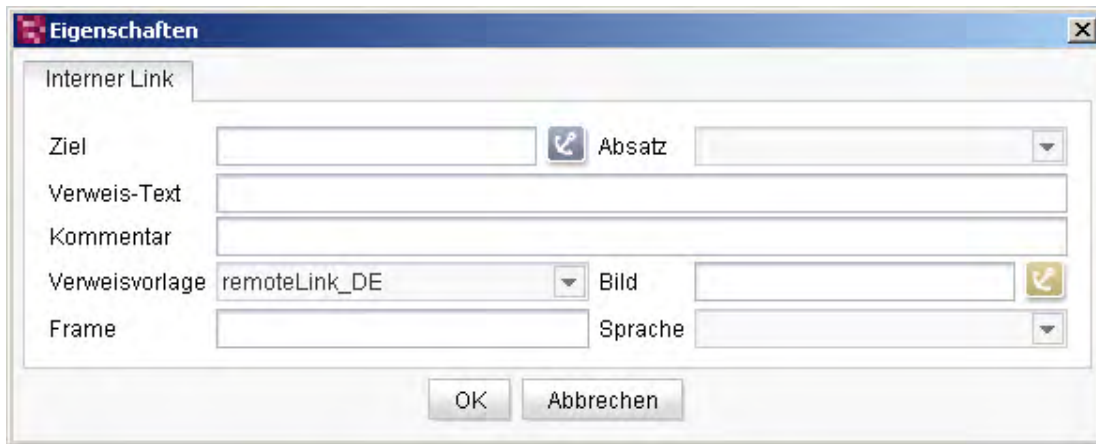 Eigenschaften
Interner Link
Ziel Absatz
Verweis-Text
Kommentar
Verweisvorlage remoteLink_DE Bild
Frame Sprache
OK Abbrechen